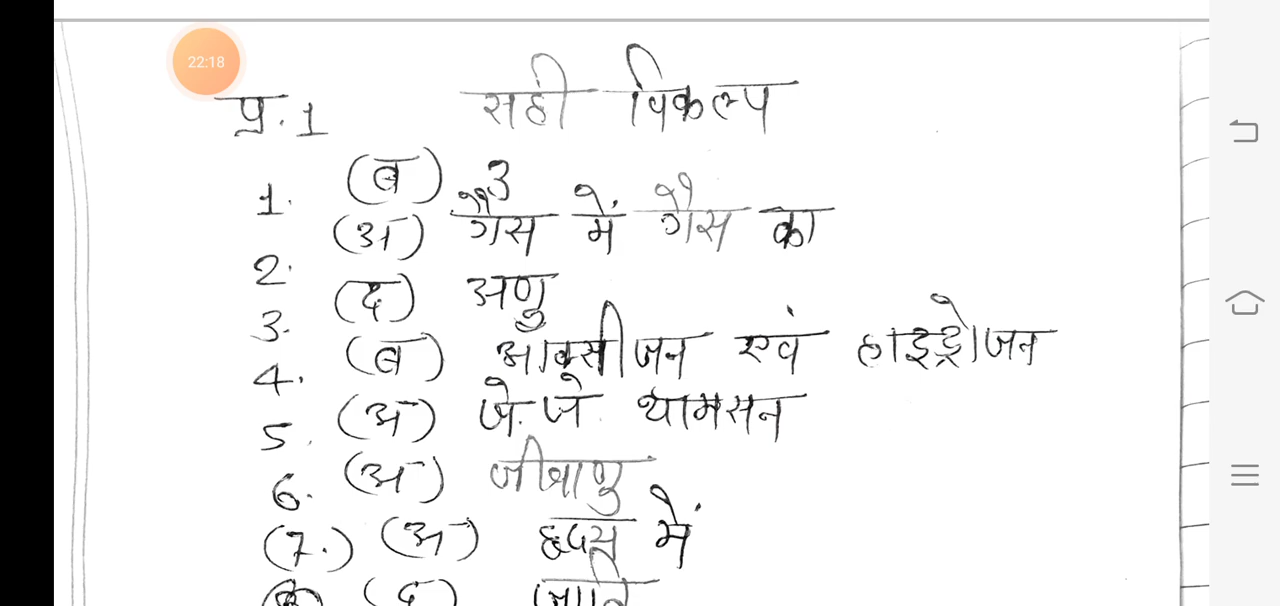 22:18
प्र.1 सही विकल्प
1. (ब) 3
2. (अ) गैस में गैस का
3. (द) अणु
4. (ब) आक्सीजन एवं हाइड्रोजन
5. (अ) जे.जे. थामसन
6. (अ) जीवाणु
(7.) (अ) हृदय में
(द) जाति